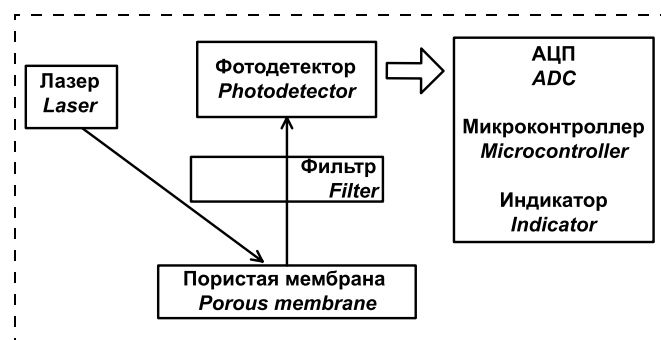 Лазер
Laser
Фотодетектор
Photodetector
АЦП
ADC
Микроконтроллер
Microcontroller
Индикатор
Indicator
Фильтр
Filter
Пористая мембрана
Porous membrane